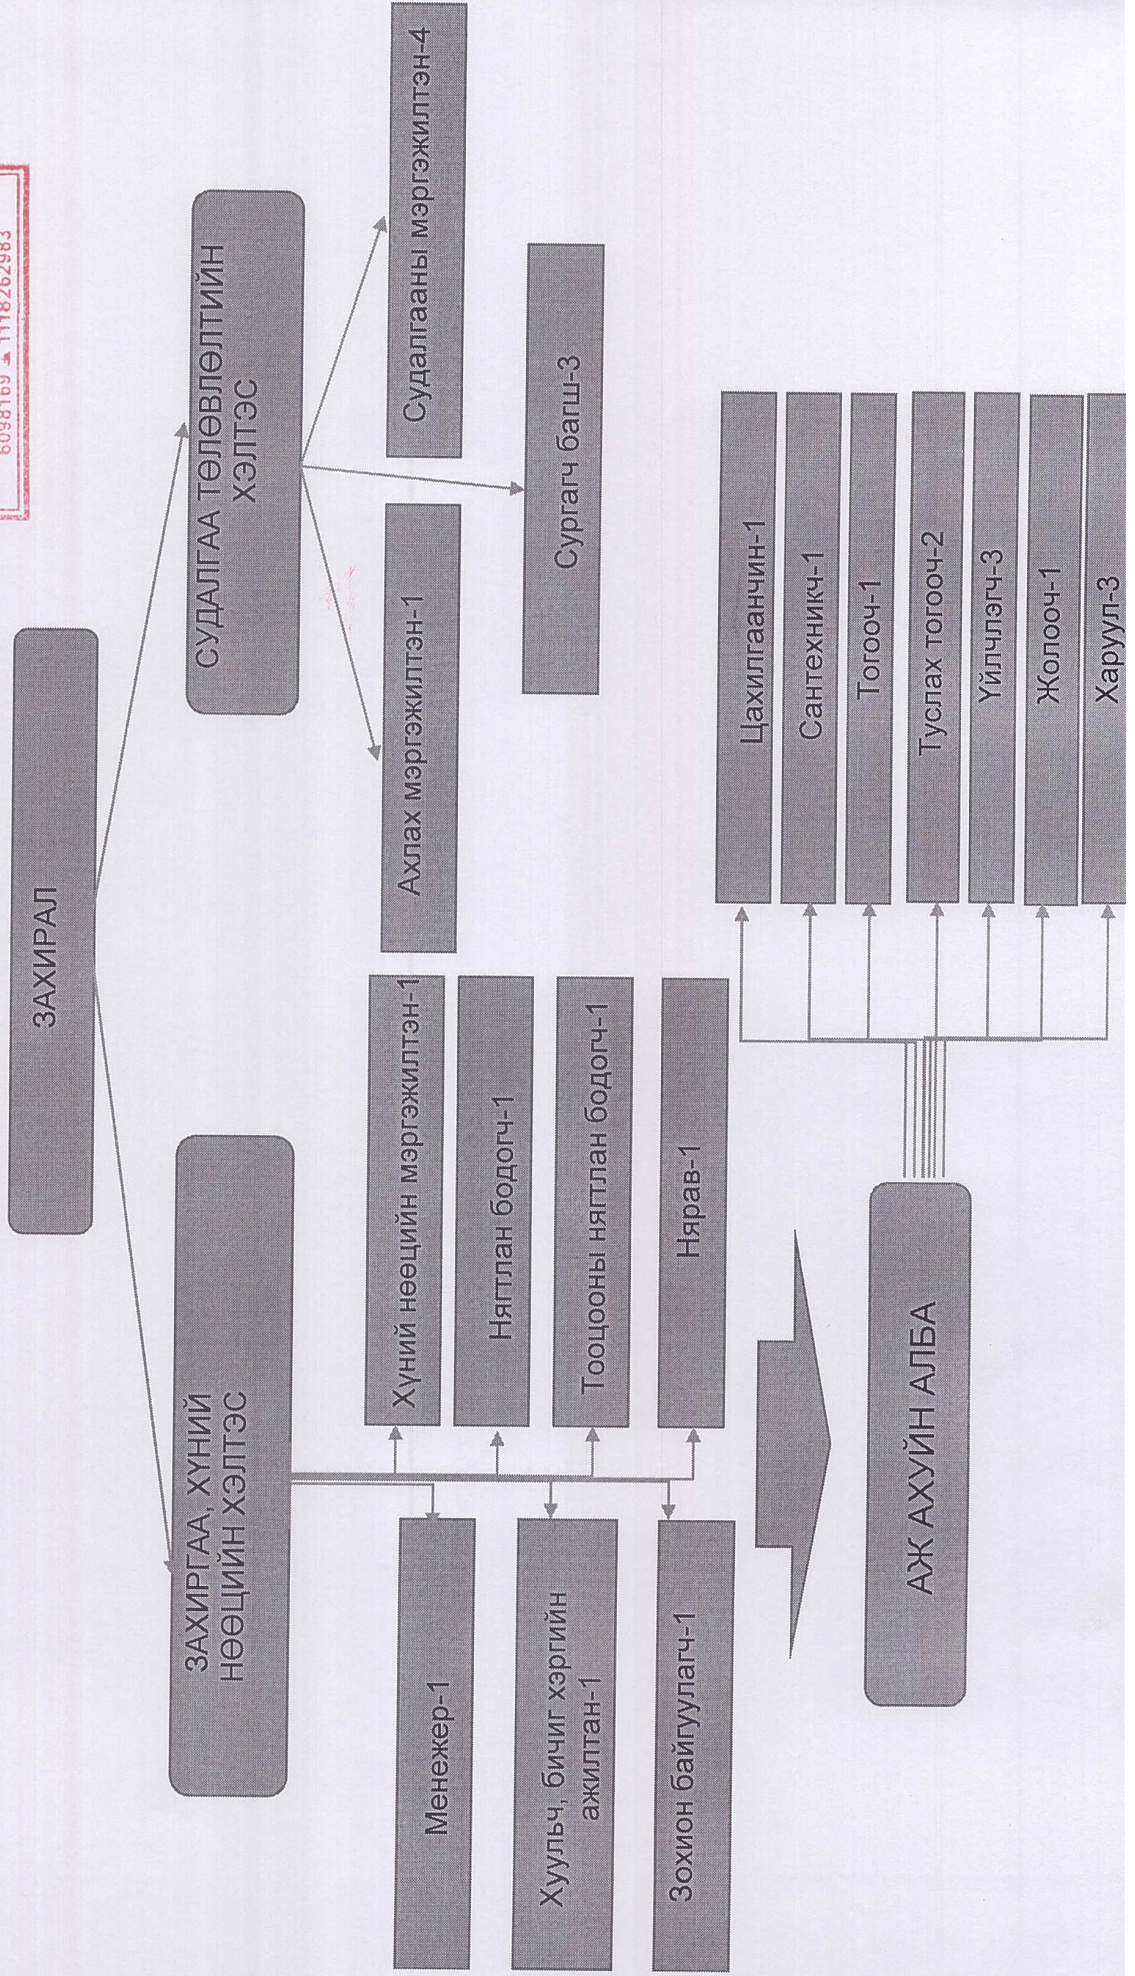 6098169 1118262983
ЗАХИРАЛ
ЗАХИРГАА, ХҮНИЙ
НӨӨЦИЙН ХЭЛТЭС
СУДАЛГАА ТӨЛӨВЛӨЛТИЙН
ХЭЛТЭС
Менежер-1
Хуульч, бичиг хэргийн
ажилтан-1
Зохион байгуулагч-1
Хүний нөөцийн мэргэжилтэн-1
Нягтлан бодогч-1
Тооцооны нягтлан бодогч-1
Нярав-1
Ахлах мэргэжилтэн-1
Судалгааны мэргэжилтэн-4
Сургагч багш-3
АЖ АХУЙН АЛБА
Цахилгаанчин-1
Сантехникч-1
Тогооч-1
Туслах тогооч-2
Үйлчлэгч-3
Жолооч-1
Харуул-3